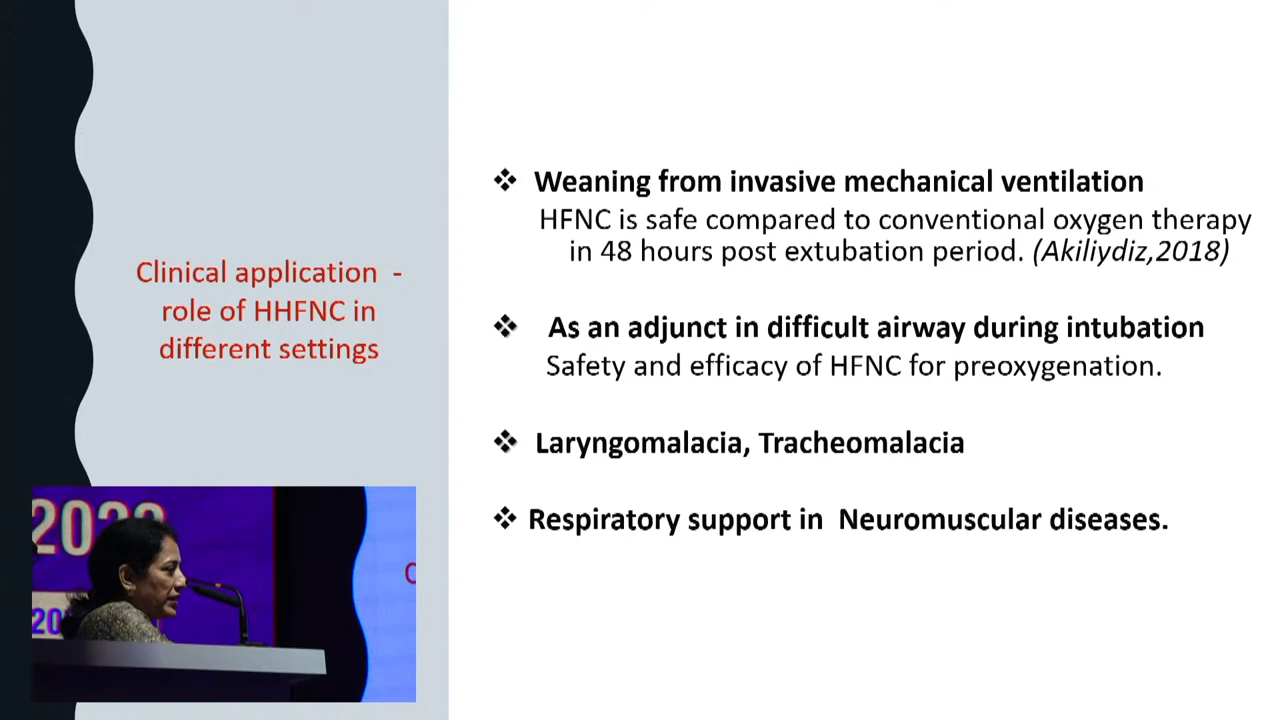 Clinical application -
role of HHFNC in
different settings
❖ Weaning from invasive mechanical ventilation
HFNC is safe compared to conventional oxygen therapy
in 48 hours post extubation period. (Akiliydiz,2018)
❖ As an adjunct in difficult airway during intubation
Safety and efficacy of HFNC for preoxygenation.
❖ Laryngomalacia, Tracheomalacia
❖ Respiratory support in Neuromuscular diseases.
20